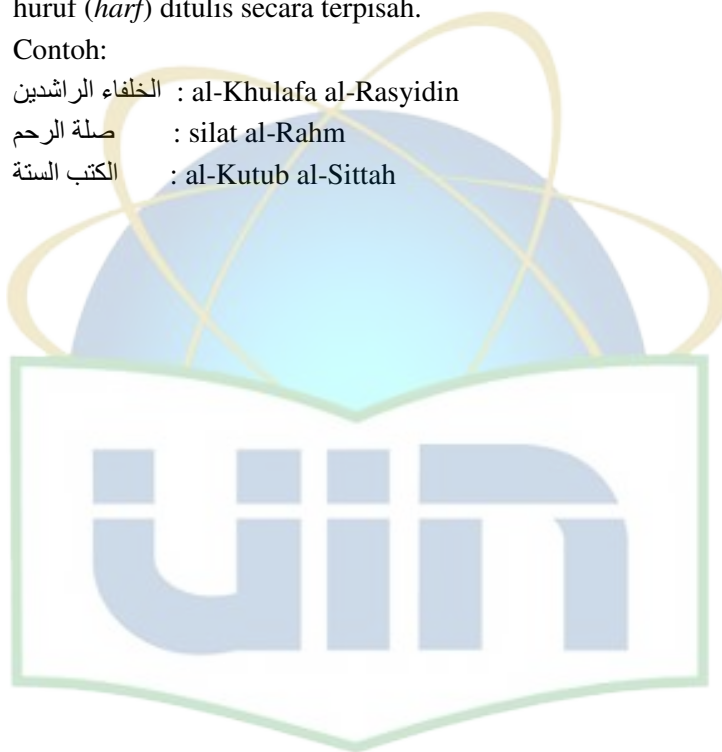 huruf (harf) ditulis secara terpisah.
Contoh:
الخلفاء الراشدين : al-Khulafa al-Rasyidin
صلة الرحم : silat al-Rahm
الكتب الستة : al-Kutub al-Sittah
uin